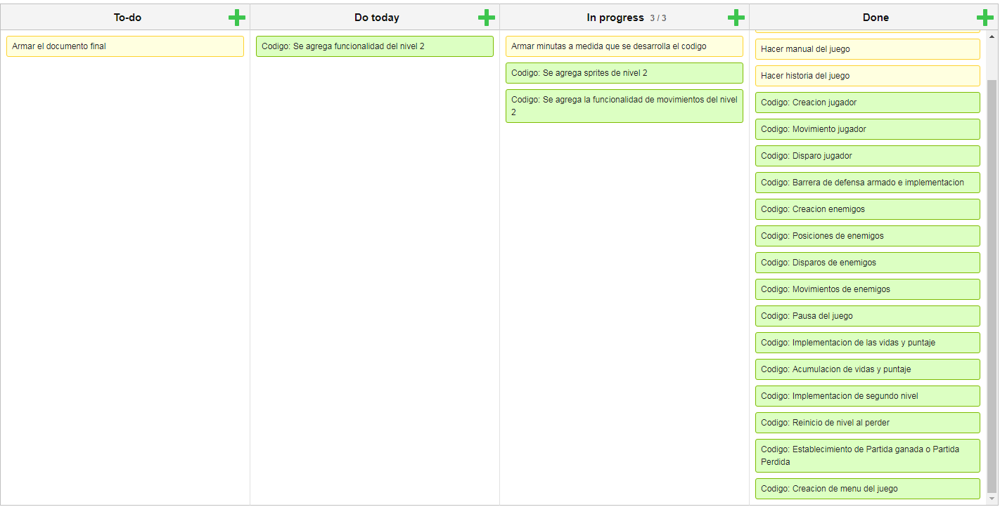 To-do
Armar el documento final
Do today
Codigo: Se agrega funcionalidad del nivel 2
In progress 3 / 3
Armar minutas a medida que se desarrolla el codigo
Codigo: Se agrega sprites de nivel 2
Codigo: Se agrega la funcionalidad de movimientos del nivel
2
Done
Hacer manual del juego
Hacer historia del juego
Codigo: Creacion jugador
Codigo: Movimiento jugador
Codigo: Disparo jugador
Codigo: Barrera de defensa armado e implementacion
Codigo: Creacion enemigos
Codigo: Posiciones de enemigos
Codigo: Disparos de enemigos
Codigo: Movimientos de enemigos
Codigo: Pausa del juego
Codigo: Implementacion de las vidas y puntaje
Codigo: Acumulacion de vidas y puntaje
Codigo: Implementacion de segundo nivel
Codigo: Reinicio de nivel al perder
Codigo: Establecimiento de Partida ganada o Partida
Perdida
Codigo: Creacion de menu del juego